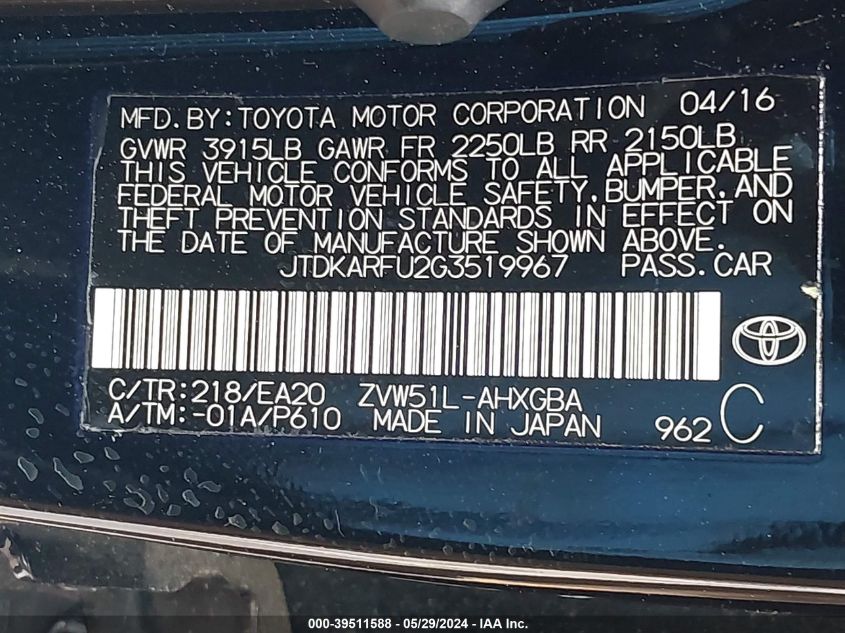 MFD.BY:TOYOTA MOTOR CORPORATION 04/16
GVWR 3915LB GAWR FR 2250LB RR 2150LB
THIS VEHICLE CONFORMS TO ALL APPLICABLE
FEDERAL MOTOR VEHICLE SAFETY,BUMPER,AND
THEFT PREVENTION STANDARDS IN EFFECT ON
THE DATE OF MANUFACTURE SHOWN ABOVE.
JTDKARFU2G3519967 PASS.CAR
C/TR:218/EA20 ZVW51L-AHXGBA
A/TM:-01A/P610 MADE IN JAPAN 962 C
000-39511588 - 05/29/2024 - IAA Inc.